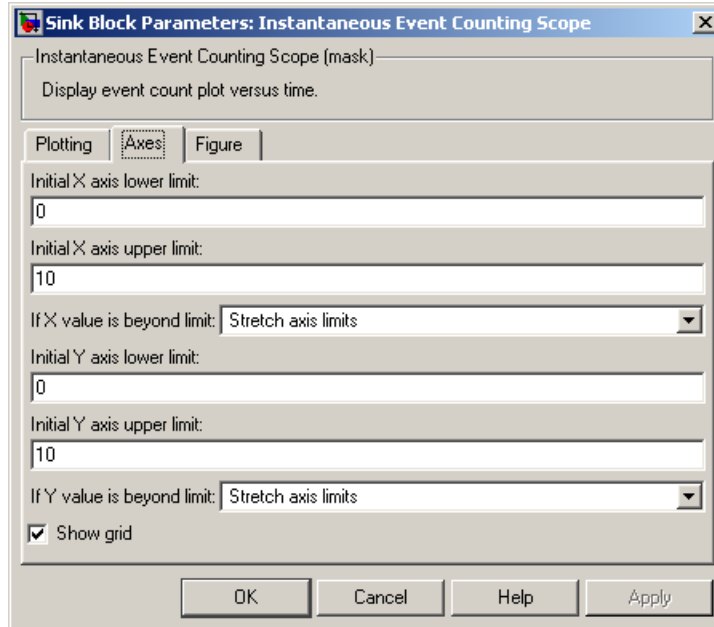 Sink Block Parameters: Instantaneous Event Counting Scope
Instantaneous Event Counting Scope (mask)
Display event count plot versus time.
Plotting Axes Figure
Initial X axis lower limit:
0
Initial X axis upper limit:
10
If X value is beyond limit: Stretch axis limits
Initial Y axis lower limit:
0
Initial Y axis upper limit:
10
If Y value is beyond limit: Stretch axis limits
Show grid
OK Cancel Help Apply